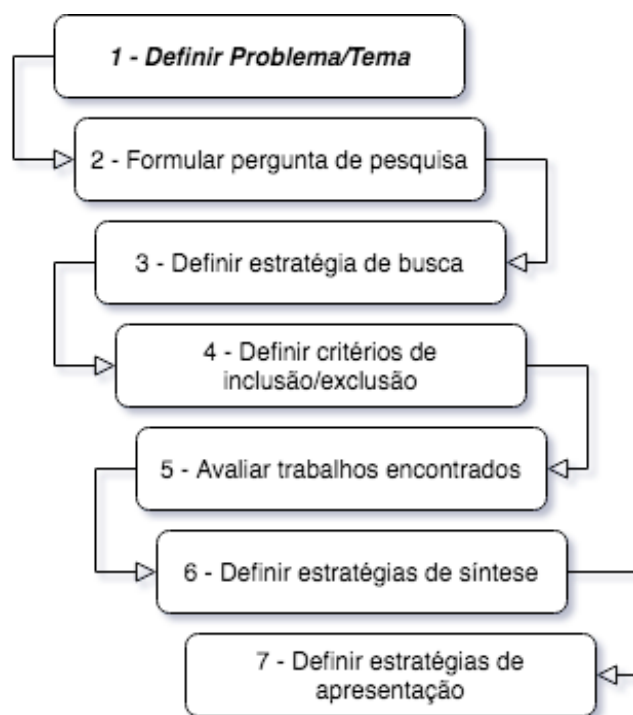 1 - Definir Problema/Tema
2 - Formular pergunta de pesquisa
3 - Definir estratégia de busca
4 - Definir critérios de
inclusão/exclusão
5 - Avaliar trabalhos encontrados
6 - Definir estratégias de síntese
7 - Definir estratégias de
apresentação